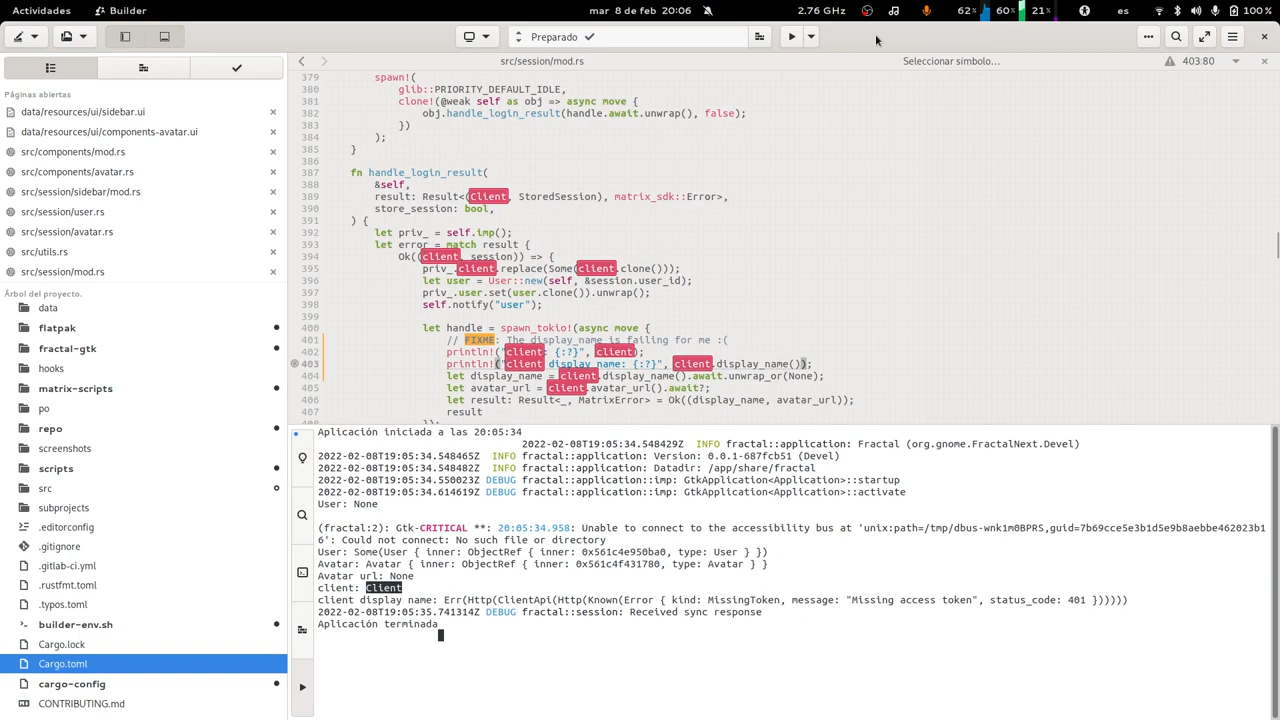 Actividades Builder mar 8 de feb 20:06 2.76 GHz 62% 60% 21% es 100%
Preparado
src/session/mod.rs Seleccionar símbolo… 403:80
Páginas abiertas
data/resources/ui/sidebar.ui
data/resources/ui/components-avatar.ui
src/components/mod.rs
src/components/avatar.rs
src/session/sidebar/mod.rs
src/session/user.rs
src/session/avatar.rs
src/utils.rs
src/session/mod.rs
Árbol del proyecto.
data
flatpak
fractal-gtk
hooks
matrix-scripts
po
repo
screenshots
scripts
src
subprojects
.editorconfig
.gitignore
.gitlab-ci.yml
.rustfmt.toml
.typos.toml
builder-env.sh
Cargo.lock
Cargo.toml
cargo-config
CONTRIBUTING.md
379 spawn!(
380 glib::PRIORITY_DEFAULT_IDLE,
381 clone!(@weak self as obj => async move {
382 obj.handle_login_result(handle.await.unwrap(), false);
383 })
384 );
385 }
386
387 fn handle_login_result(
388 &self,
389 result: Result<(Client, StoredSession), matrix_sdk::Error>,
390 store_session: bool,
391 ) {
392 let priv_ = self.imp();
393 let error = match result {
394 Ok((client, session)) => {
395 priv_.client.replace(Some(client.clone()));
396 let user = User::new(self, &session.user_id);
397 priv_.user.set(user.clone()).unwrap();
398 self.notify("user");
399
400 let handle = spawn_tokio!(async move {
401 // FIXME: The display_name is failing for me :(
402 println!("client: {:?}", client);
403 println!("client display name: {:?}", client.display_name());
404 let display_name = client.display_name().await.unwrap_or(None);
405 let avatar_url = client.avatar_url().await?;
406 let result: Result<_, MatrixError> = Ok((display_name, avatar_url));
407 result
408 });
Aplicación iniciada a las 20:05:34
2022-02-08T19:05:34.548429Z INFO fractal::application: Fractal (org.gnome.FractalNext.Devel)
2022-02-08T19:05:34.548465Z INFO fractal::application: Version: 0.0.1-687fcb51 (Devel)
2022-02-08T19:05:34.548482Z INFO fractal::application: Datadir: /app/share/fractal
2022-02-08T19:05:34.550023Z DEBUG fractal::application::imp: GtkApplication<Application>::startup
2022-02-08T19:05:34.614619Z DEBUG fractal::application::imp: GtkApplication<Application>::activate
User: None
(fractal:2): Gtk-CRITICAL **: 20:05:34.958: Unable to connect to the accessibility bus at 'unix:path=/tmp/dbus-wnk1m0BPRS,guid=7b69cce5e3b1d5e9b8aebbe462023b1
6': Could not connect: No such file or directory
User: Some(User { inner: ObjectRef { inner: 0x561c4e950ba0, type: User } })
Avatar: Avatar { inner: ObjectRef { inner: 0x561c4f431780, type: Avatar } }
Avatar url: None
client: Client
client display name: Err(Http(ClientApi(Http(Known(Error { kind: MissingToken, message: "Missing access token", status_code: 401 })))))
2022-02-08T19:05:35.741314Z DEBUG fractal::session: Received sync response
Aplicación terminada